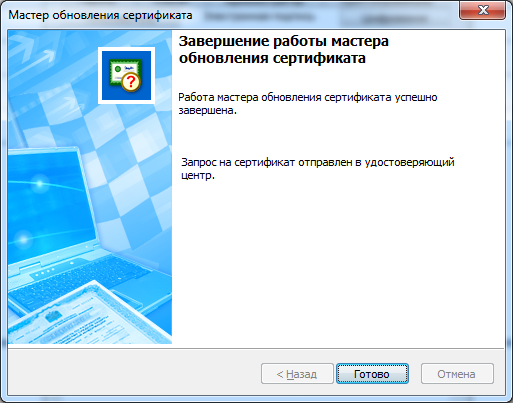 Мастер обновления сертификата
Завершение работы мастера
обновления сертификата
Работа мастера обновления сертификата успешно
завершена.
Запрос на сертификат отправлен в удостоверяющий
центр.
< Назад
Готово
Отмена